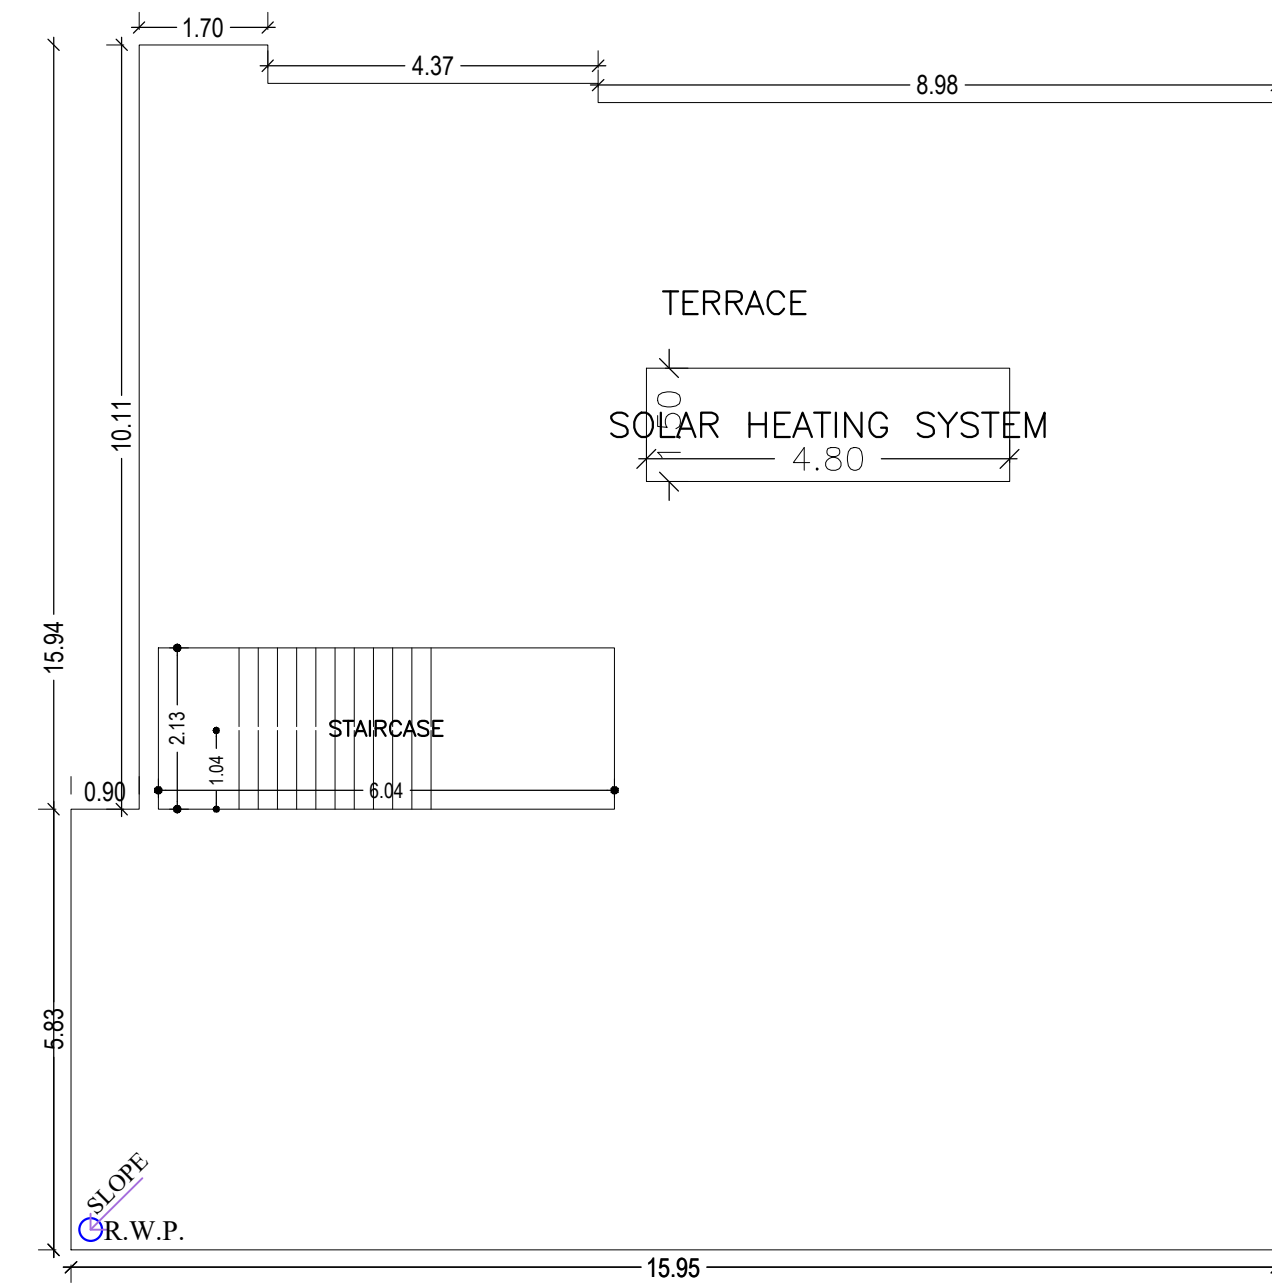 1.70
4.37
8.98
TERRACE
10.11
1.50
SOLAR HEATING SYSTEM
4.80
15.94
2.13
STAIRCASE
1.04
0.90
6.04
5.83
SLOPE
R.W.P.
15.95